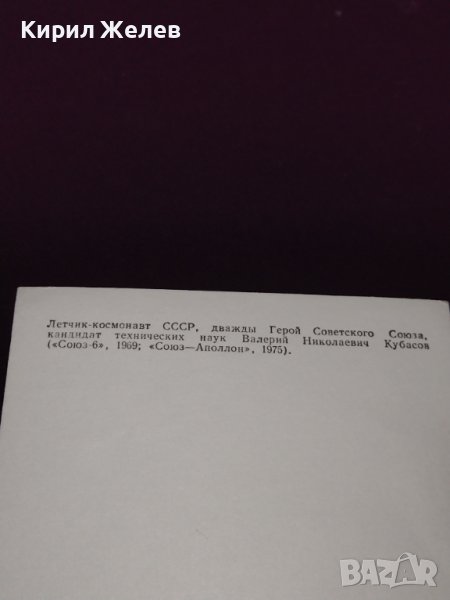 Кирил Желев
Летчик-космонавт СССР, дважды Герой Советского Союза,
кандидат технических наук Валерий Николаевич Кубасов
(«Союз-6», 1969; «Союз—Аполлон», 1975).
BAZAR